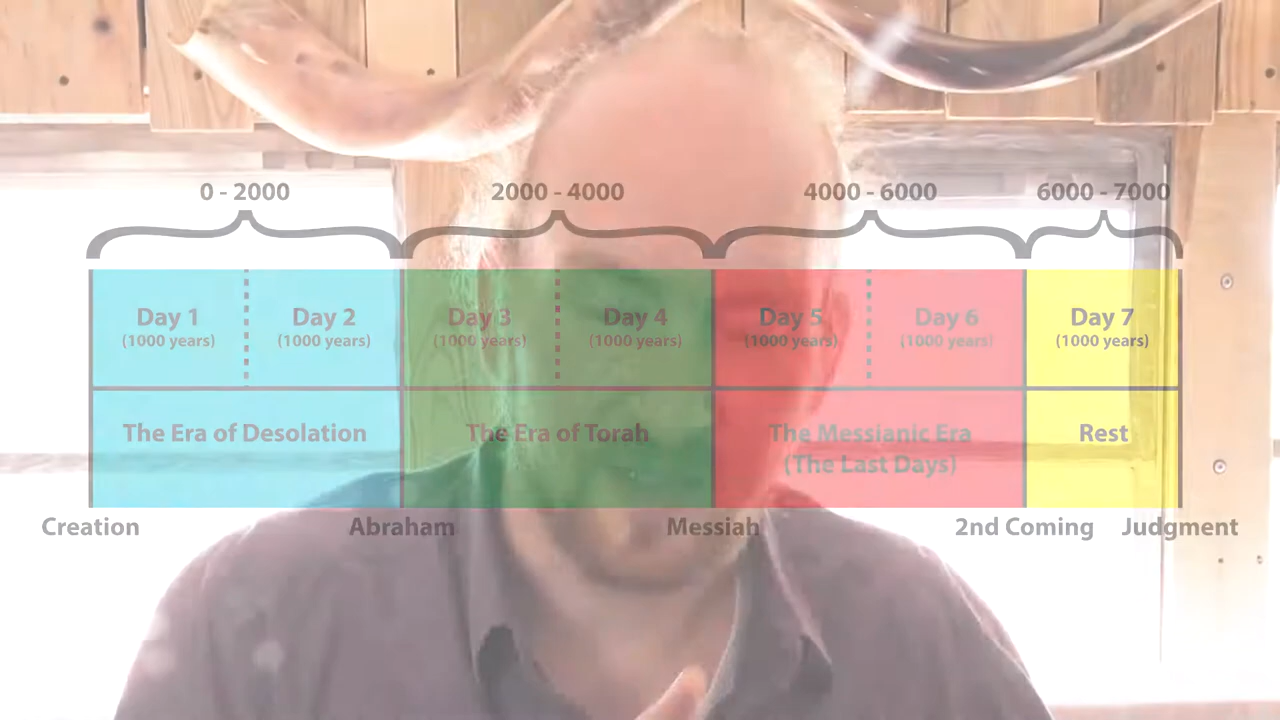 0 - 2000 2000 - 4000 4000 - 6000 6000 - 7000
Day 1 Day 2 Day 3 Day 4 Day 5 Day 6 Day 7
(1000 years) (1000 years) (1000 years) (1000 years) (1000 years) (1000 years) (1000 years)
The Era of Desolation The Era of Torah The Messianic Era Rest
(The Last Days)
Creation Abraham Messiah 2nd Coming Judgment